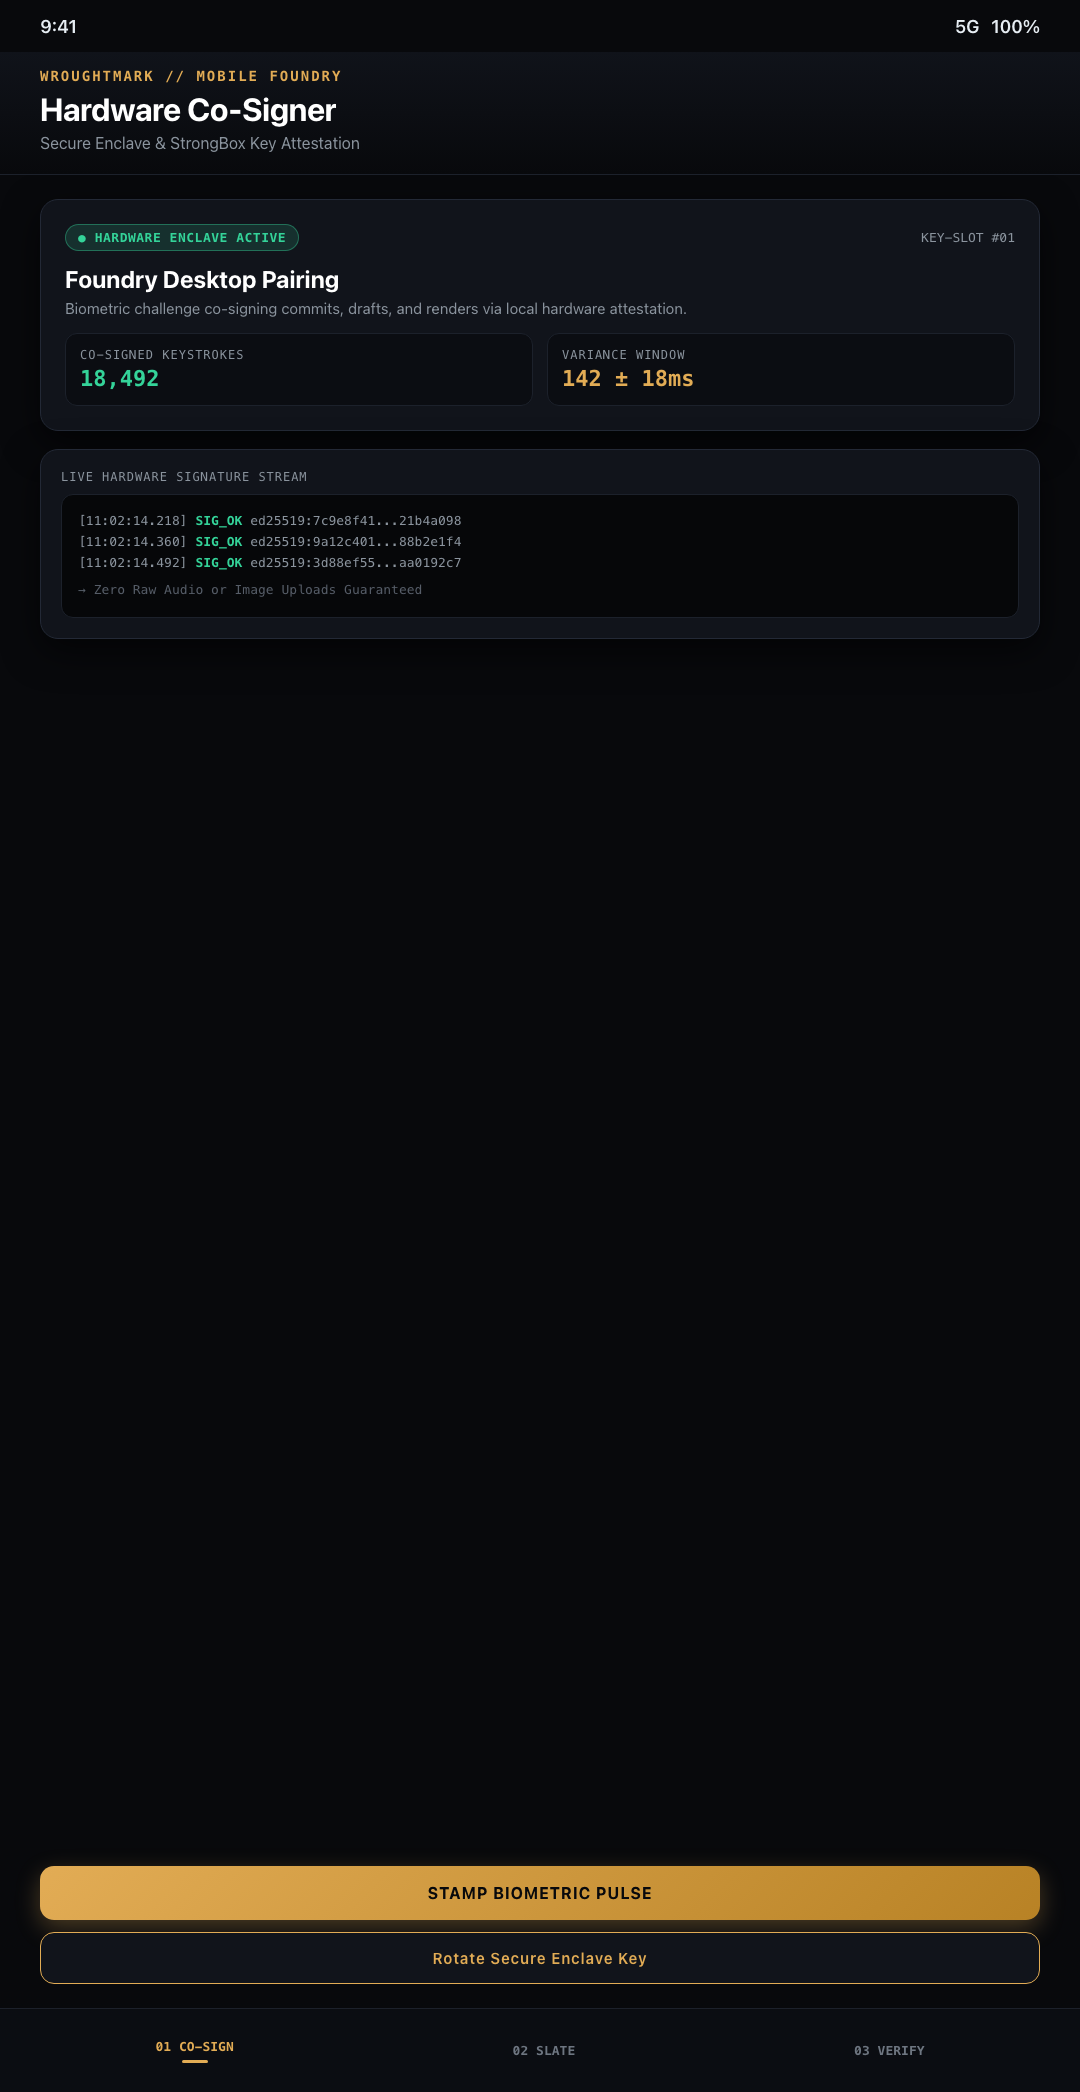 9:41
5G 100%
WROUGHTMARK // MOBILE FOUNDRY
Hardware Co-Signer
Secure Enclave & StrongBox Key Attestation
● HARDWARE ENCLAVE ACTIVE
KEY-SLOT #01
Foundry Desktop Pairing
Biometric challenge co-signing commits, drafts, and renders via local hardware attestation.
CO-SIGNED KEYSTROKES
18,492
VARIANCE WINDOW
142 ± 18ms
LIVE HARDWARE SIGNATURE STREAM
[11:02:14.218] SIG_OK ed25519:7c9e8f41...21b4a098
[11:02:14.360] SIG_OK ed25519:9a12c401...88b2e1f4
[11:02:14.492] SIG_OK ed25519:3d88ef55...aa0192c7
→ Zero Raw Audio or Image Uploads Guaranteed
STAMP BIOMETRIC PULSE
Rotate Secure Enclave Key
01 CO-SIGN
02 SLATE
03 VERIFY